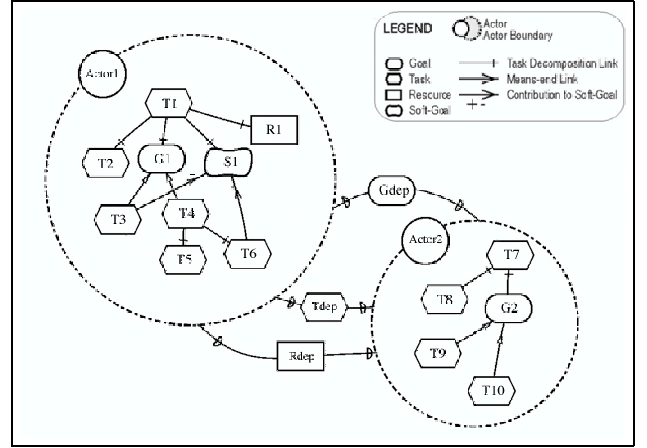 LEGEND
Actor
Actor Boundary
Goal
Task
Resource
Soft-Goal
Task Decomposition Link
Means-end Link
Contribution to Soft-Goal
+ -
Actor1
T1
R1
T2
G1
S1
T3
T4
T5
T6
Gdep
Tdep
Rdep
Actor2
T7
T8
G2
T9
T10